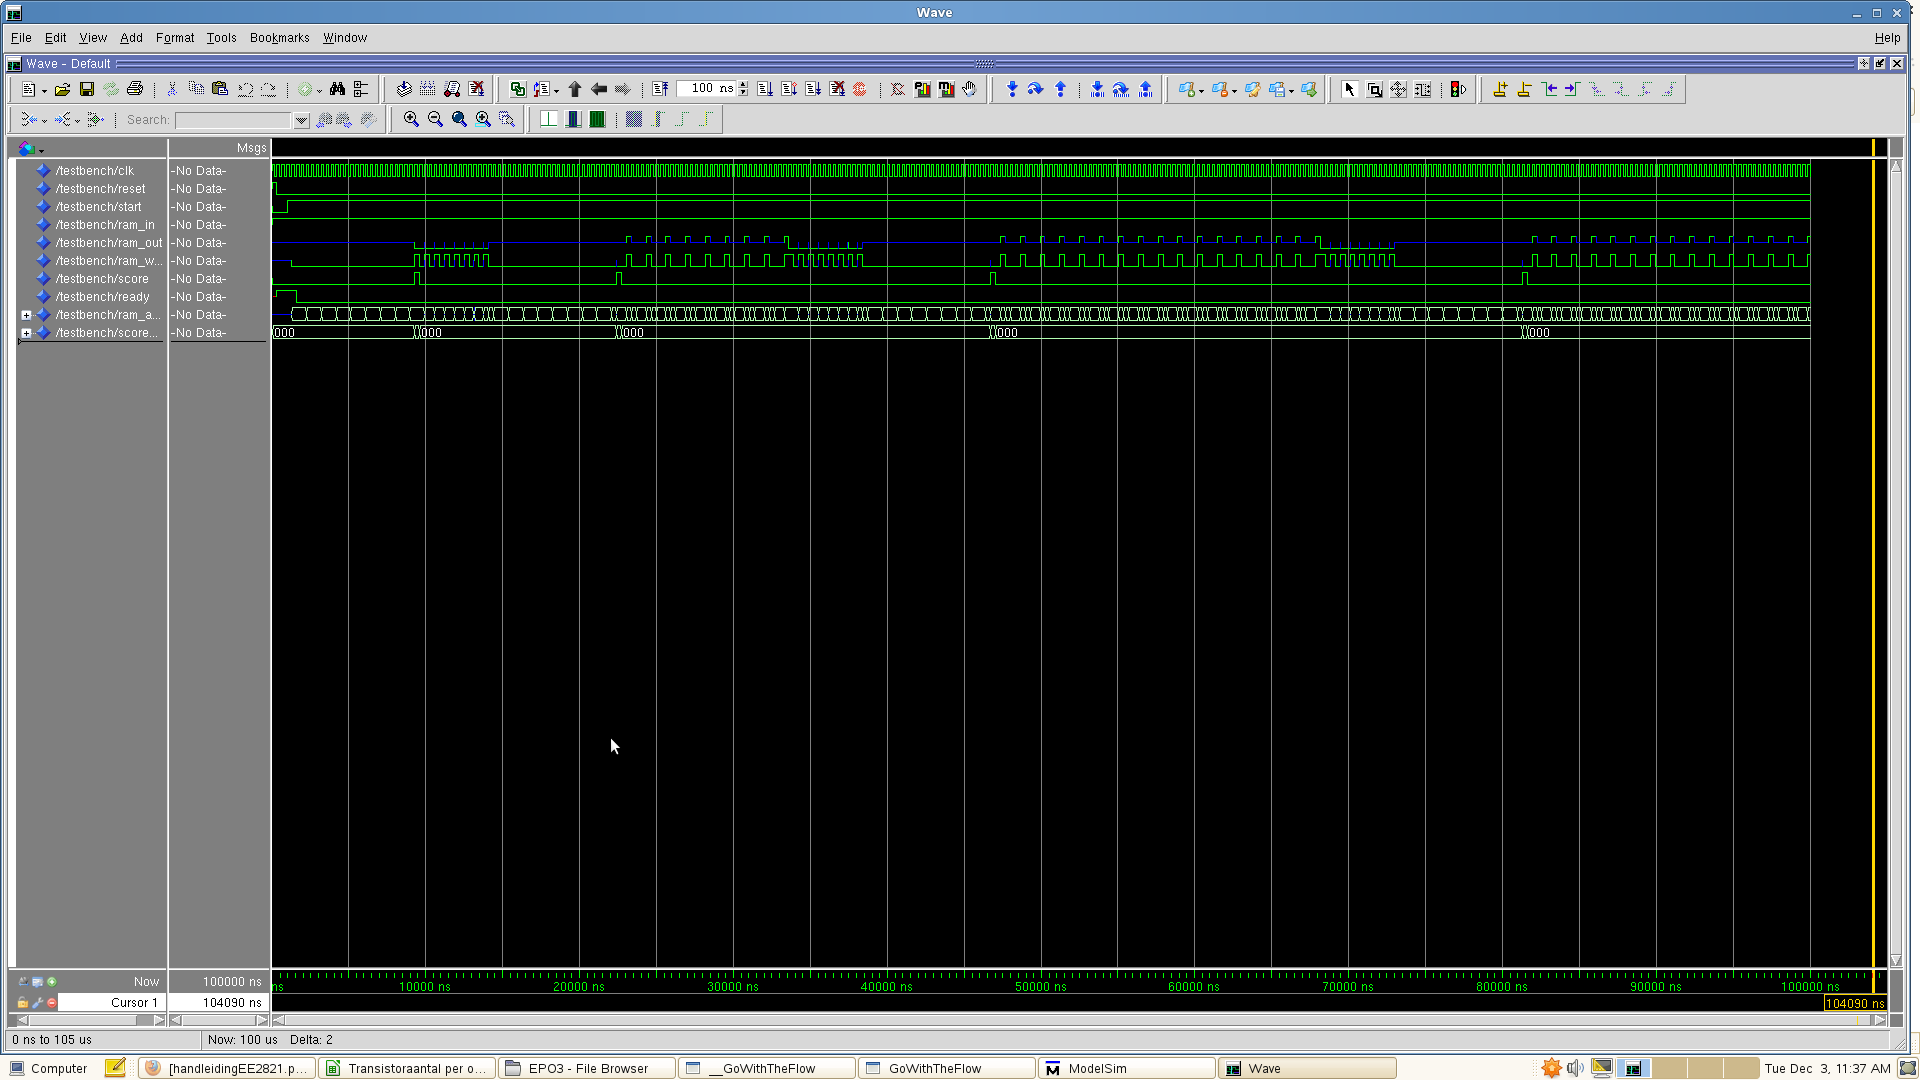 Wave
File Edit View Add Format Tools Bookmarks Window Help
Wave - Default
100 ns
Search:
Msgs
/testbench/clk -No Data-
/testbench/reset -No Data-
/testbench/start -No Data-
/testbench/ram_in -No Data-
/testbench/ram_out -No Data-
/testbench/ram_w... -No Data-
/testbench/score -No Data-
/testbench/ready -No Data-
/testbench/ram_a... -No Data-
/testbench/score... -No Data- 000 000 000 000 000
Now 100000 ns ns 10000 ns 20000 ns 30000 ns 40000 ns 50000 ns 60000 ns 70000 ns 80000 ns 90000 ns 100000 ns
Cursor 1 104090 ns 104090 ns
0 ns to 105 us Now: 100 us Delta: 2
Computer [handleidingEE2821.p... Transistoraantal per o... EPO3 - File Browser __GoWithTheFlow GoWithTheFlow ModelSim Wave Tue Dec 3, 11:37 AM